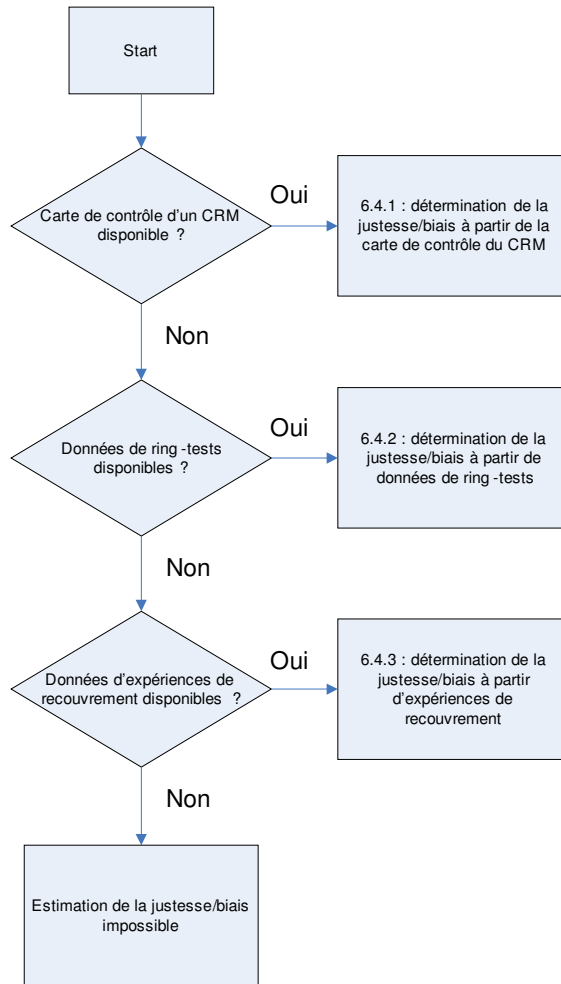 Start
Carte de contrôle d'un CRM
disponible ?
Oui
6.4.1 : détermination de la
justesse/biais à partir de la
carte de contrôle du CRM
Non
Données de ring -tests
disponibles ?
Oui
6.4.2 : détermination de la
justesse/biais à partir de
données de ring -tests
Non
Données d'expériences de
recouvrement disponibles ?
Oui
6.4.3 : détermination de la
justesse/biais à partir
d'expériences de
recouvrement
Non
Estimation de la justesse/biais
impossible